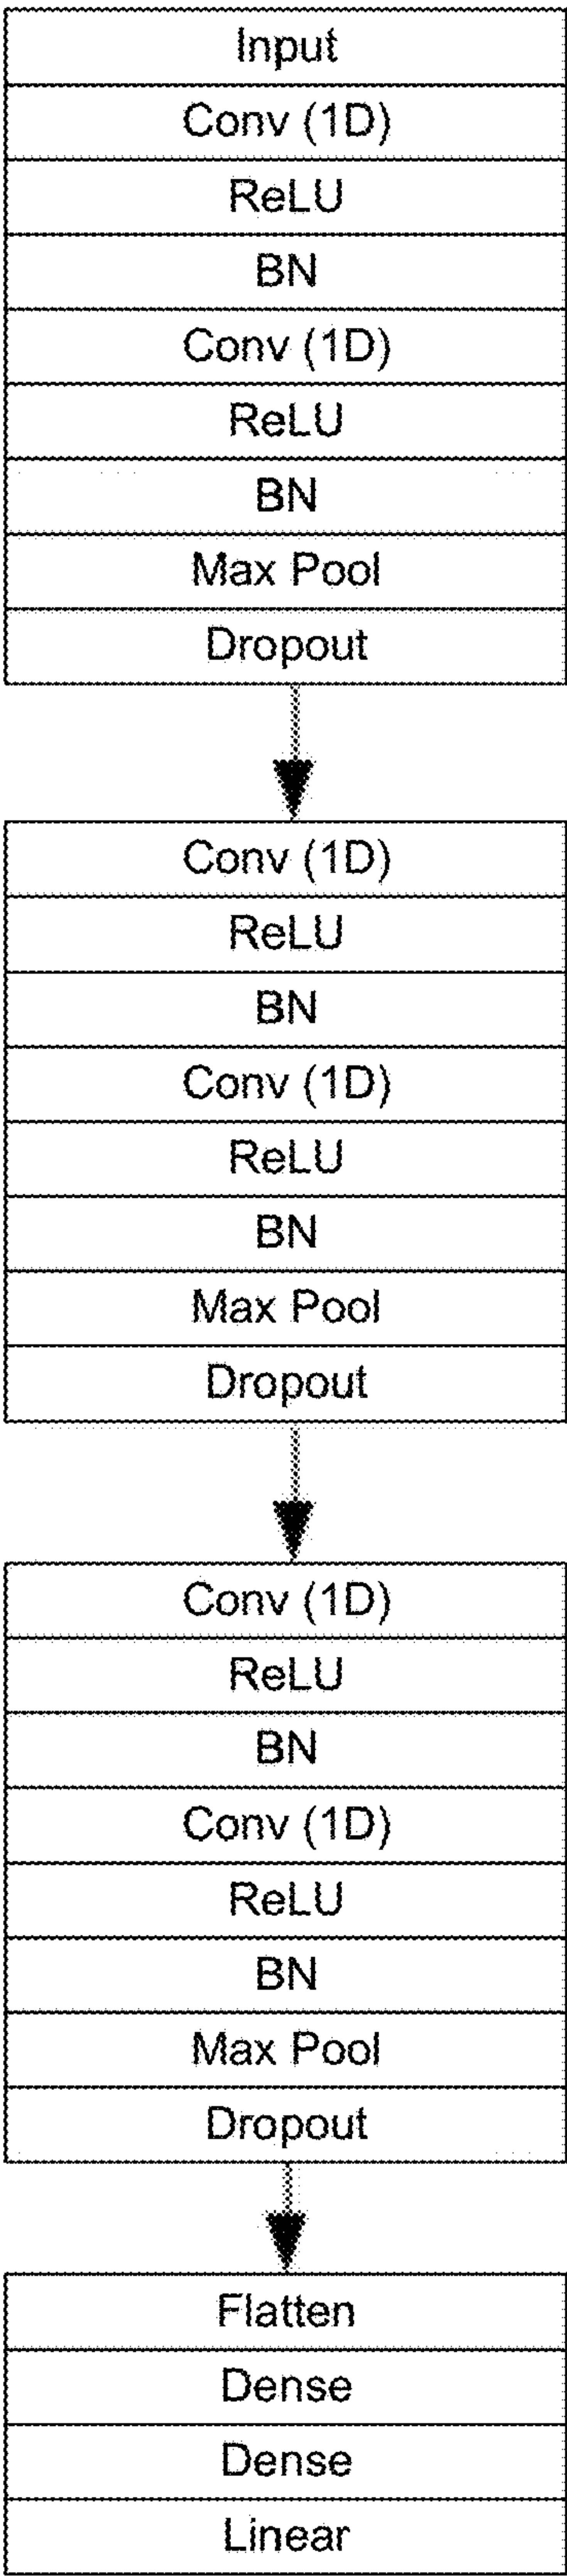 Input
Conv (1D)
ReLU
BN
Conv (1D)
ReLU
BN
Max Pool
Dropout
Conv (1D)
ReLU
BN
Conv (1D)
ReLU
BN
Max Pool
Dropout
Conv (1D)
ReLU
BN
Conv (1D)
ReLU
BN
Max Pool
Dropout
Flatten
Dense
Dense
Linear